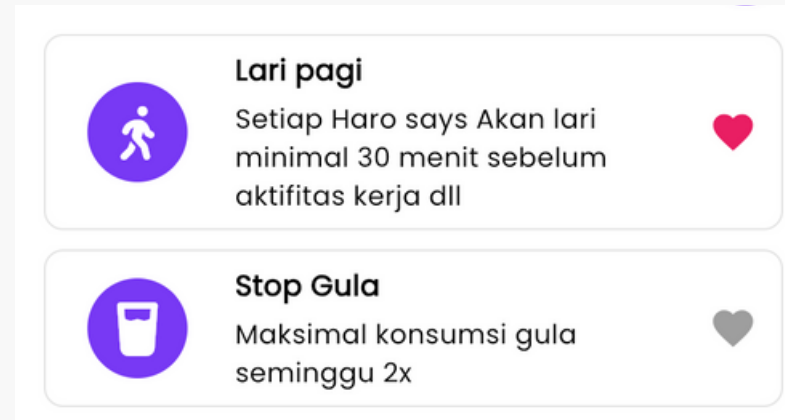 Lari pagi
Setiap Haro says Akan lari
minimal 30 menit sebelum
aktifitas kerja dll
Stop Gula
Maksimal konsumsi gula
seminggu 2x